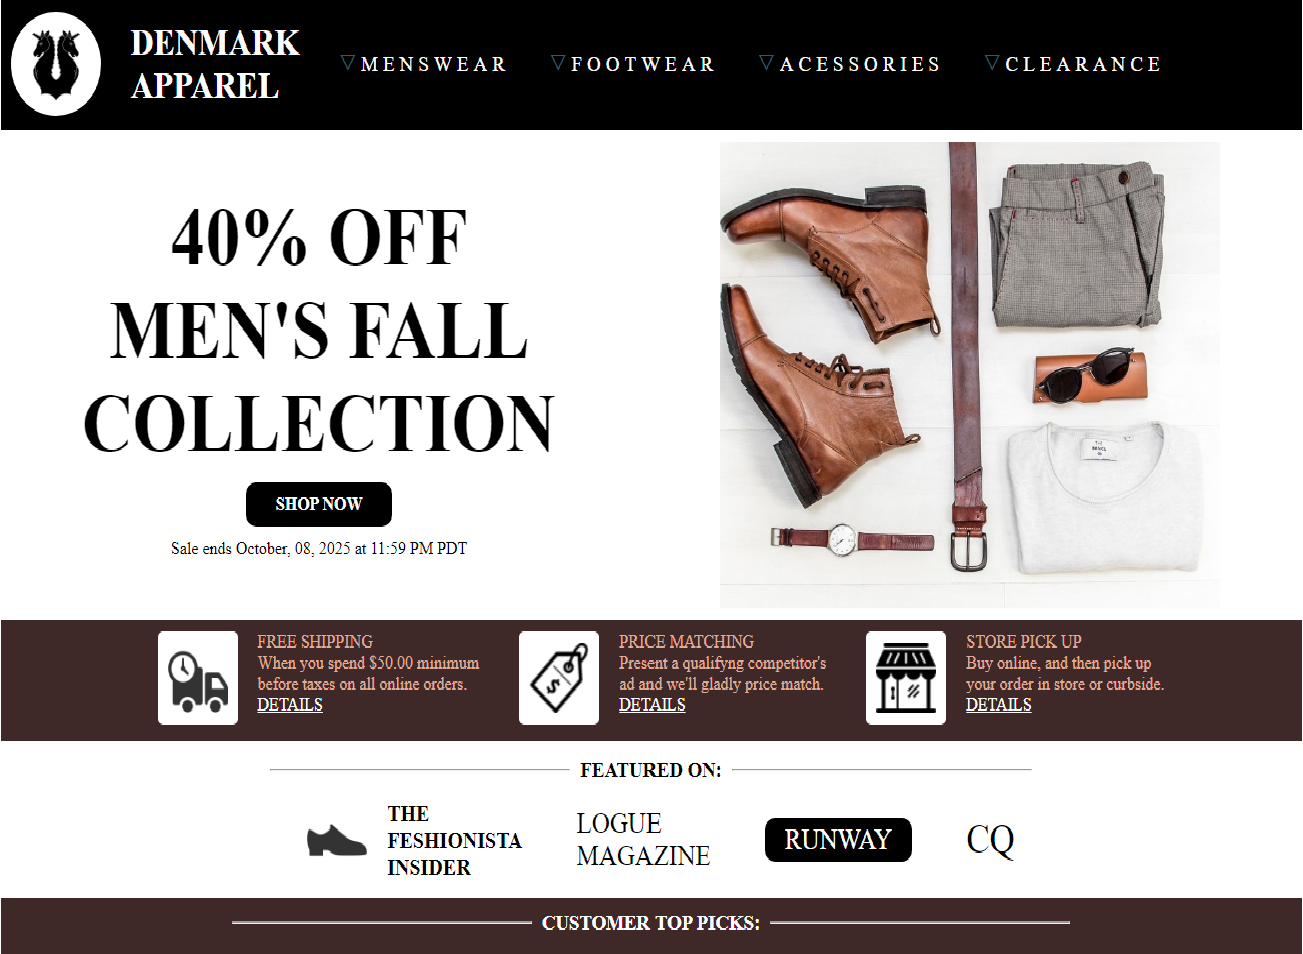 DENMARK
APPAREL
▽MENSWEAR ▽FOOTWEAR ▽ACESSORIES ▽CLEARANCE
40% OFF
MEN'S FALL
COLLECTION
SHOP NOW
Sale ends October, 08, 2025 at 11:59 PM PDT
FREE SHIPPING
When you spend $50.00 minimum
before taxes on all online orders.
DETAILS
PRICE MATCHING
Present a qualifyng competitor's
ad and we'll gladly price match.
DETAILS
STORE PICK UP
Buy online, and then pick up
your order in store or curbside.
DETAILS
FEATURED ON:
THE
FESHIONISTA
INSIDER
LOGUE
MAGAZINE
RUNWAY
CQ
CUSTOMER TOP PICKS: